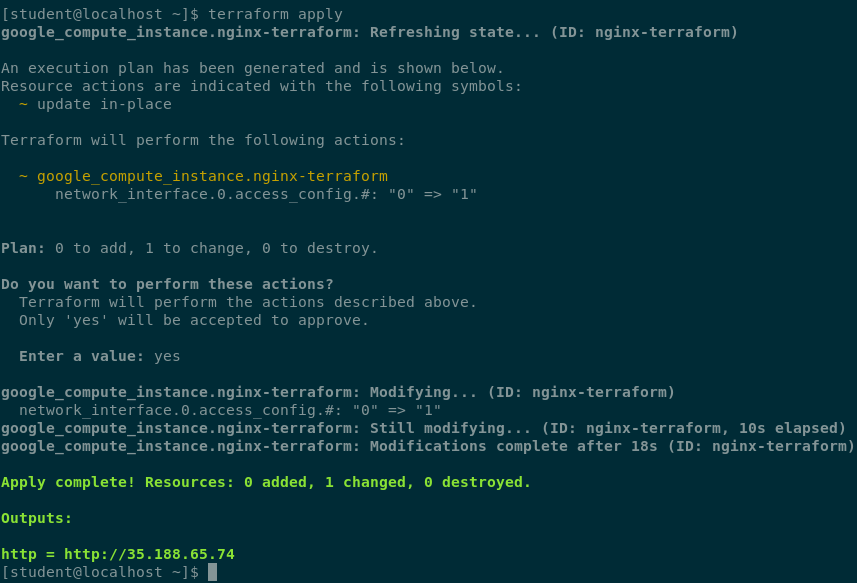 [student@localhost ~]$ terraform apply
google_compute_instance.nginx-terraform: Refreshing state... (ID: nginx-terraform)
An execution plan has been generated and is shown below.
Resource actions are indicated with the following symbols:
~ update in-place
Terraform will perform the following actions:
~ google_compute_instance.nginx-terraform
network_interface.0.access_config.#: "0" => "1"
Plan: 0 to add, 1 to change, 0 to destroy.
Do you want to perform these actions?
Terraform will perform the actions described above.
Only 'yes' will be accepted to approve.
Enter a value: yes
google_compute_instance.nginx-terraform: Modifying... (ID: nginx-terraform)
network_interface.0.access_config.#: "0" => "1"
google_compute_instance.nginx-terraform: Still modifying... (ID: nginx-terraform, 10s elapsed)
google_compute_instance.nginx-terraform: Modifications complete after 18s (ID: nginx-terraform)
Apply complete! Resources: 0 added, 1 changed, 0 destroyed.
Outputs:
http = http://35.188.65.74
[student@localhost ~]$